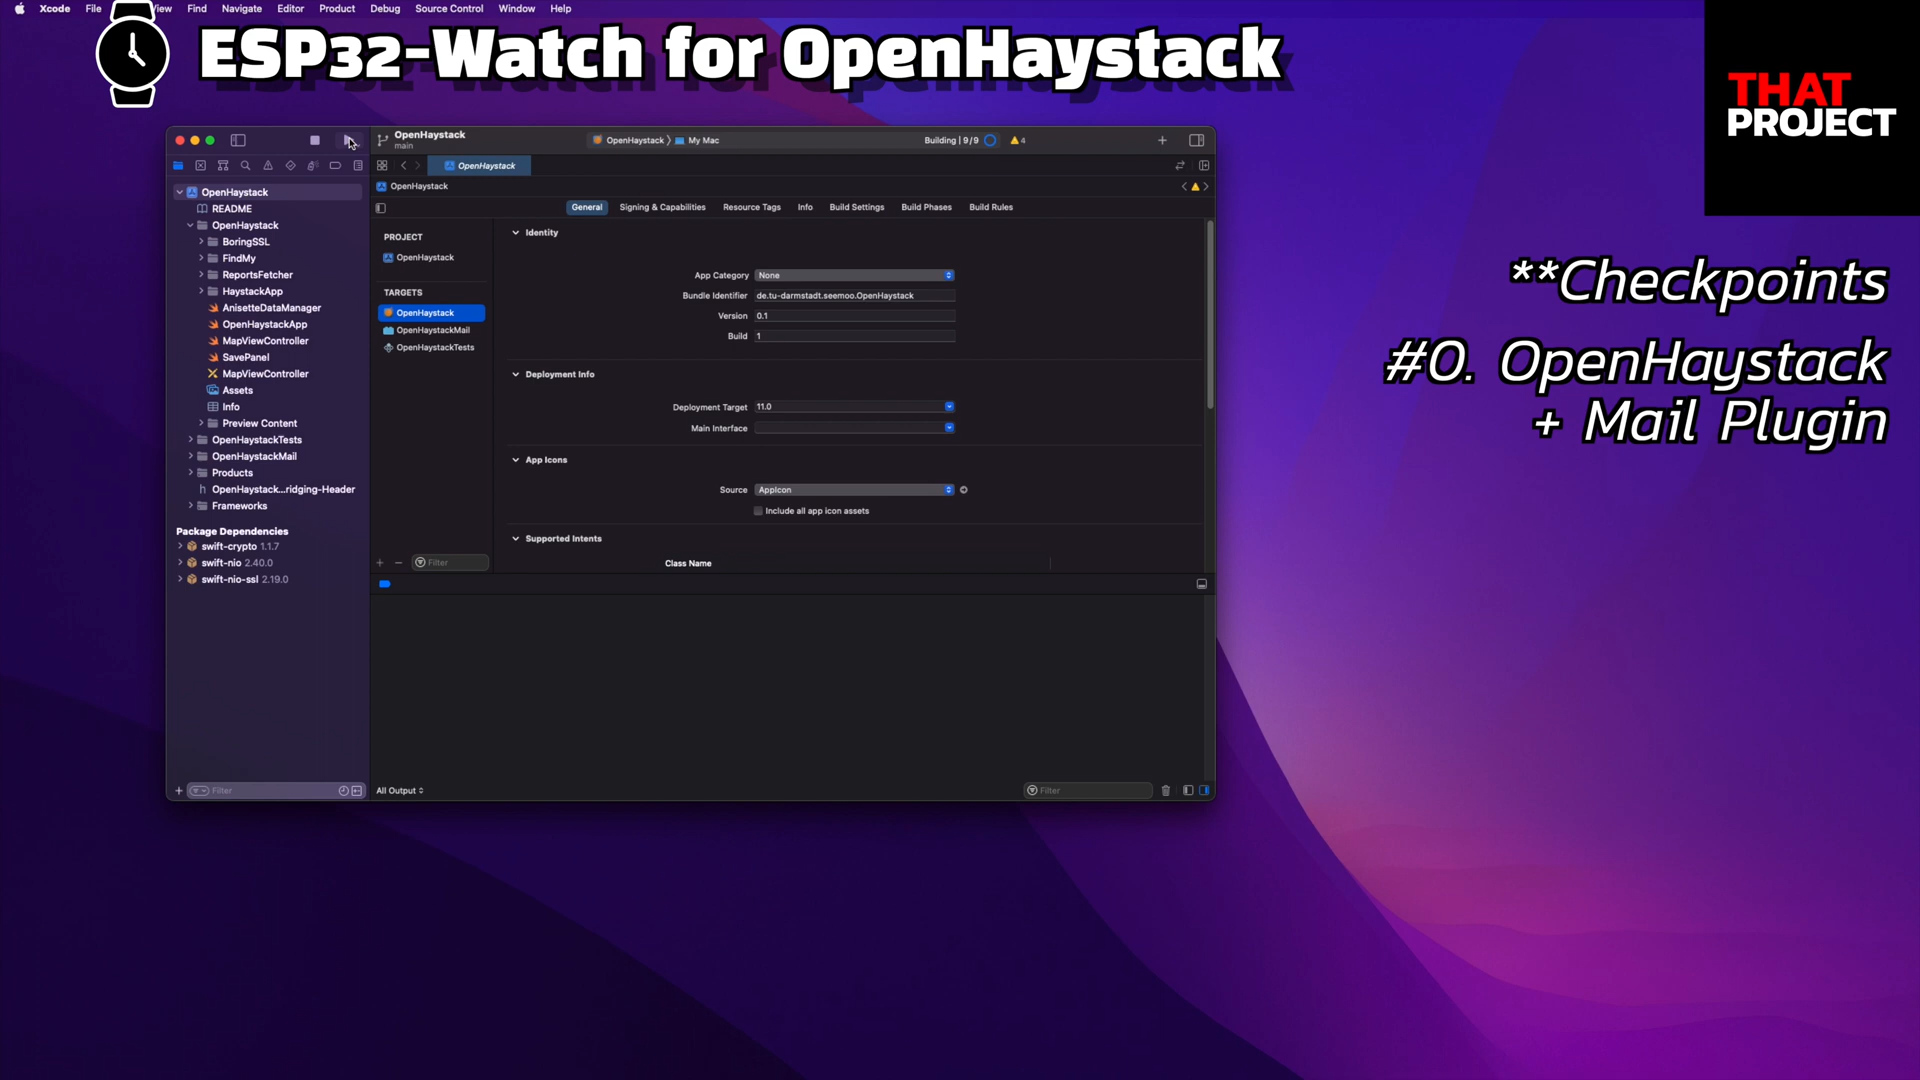 Xcode File View Find Navigate Editor Product Debug Source Control Window Help
ESP32-Watch for OpenHaystack
THAT
PROJECT
**Checkpoints
#0. OpenHaystack
+ Mail Plugin
OpenHaystack
main
OpenHaystack 〉 My Mac
Building | 9/9
4
OpenHaystack
OpenHaystack
General Signing & Capabilities Resource Tags Info Build Settings Build Phases Build Rules
OpenHaystack
README
OpenHaystack
BoringSSL
FindMy
ReportsFetcher
HaystackApp
AnisetteDataManager
OpenHaystackApp
MapViewController
SavePanel
MapViewController
Assets
Info
Preview Content
OpenHaystackTests
OpenHaystackMail
Products
OpenHaystack...ridging-Header
Frameworks
Package Dependencies
swift-crypto 1.1.7
swift-nio 2.40.0
swift-nio-ssl 2.19.0
Filter
PROJECT
OpenHaystack
TARGETS
OpenHaystack
OpenHaystackMail
OpenHaystackTests
Filter
Identity
App Category None
Bundle Identifier de.tu-darmstadt.seemoo.OpenHaystack
Version 0.1
Build 1
Deployment Info
Deployment Target 11.0
Main Interface
App Icons
Source AppIcon
Include all app icon assets
Supported Intents
Class Name
All Output
Filter